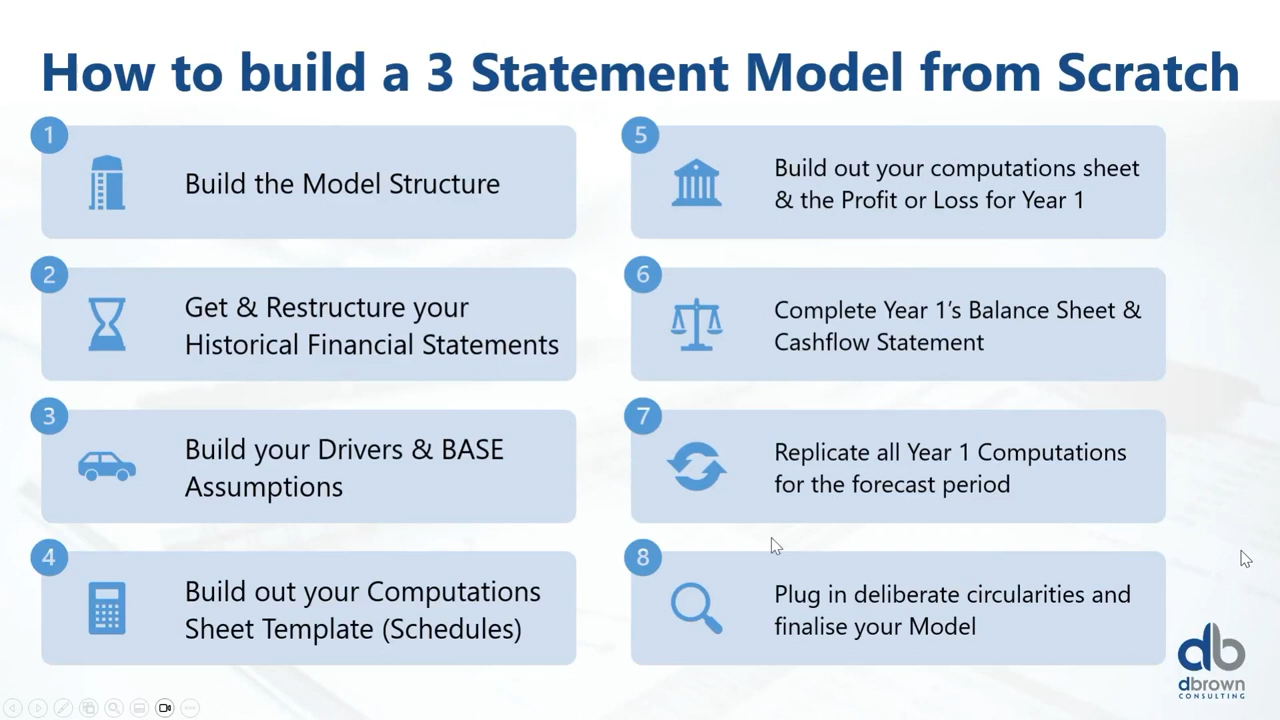 How to build a 3 Statement Model from Scratch
1
Build the Model Structure
2
Get & Restructure your
Historical Financial Statements
3
Build your Drivers & BASE
Assumptions
4
Build out your Computations
Sheet Template (Schedules)
5
Build out your computations sheet
& the Profit or Loss for Year 1
6
Complete Year 1’s Balance Sheet &
Cashflow Statement
7
Replicate all Year 1 Computations
for the forecast period
8
Plug in deliberate circularities and
finalise your Model
db
dbrown
CONSULTING